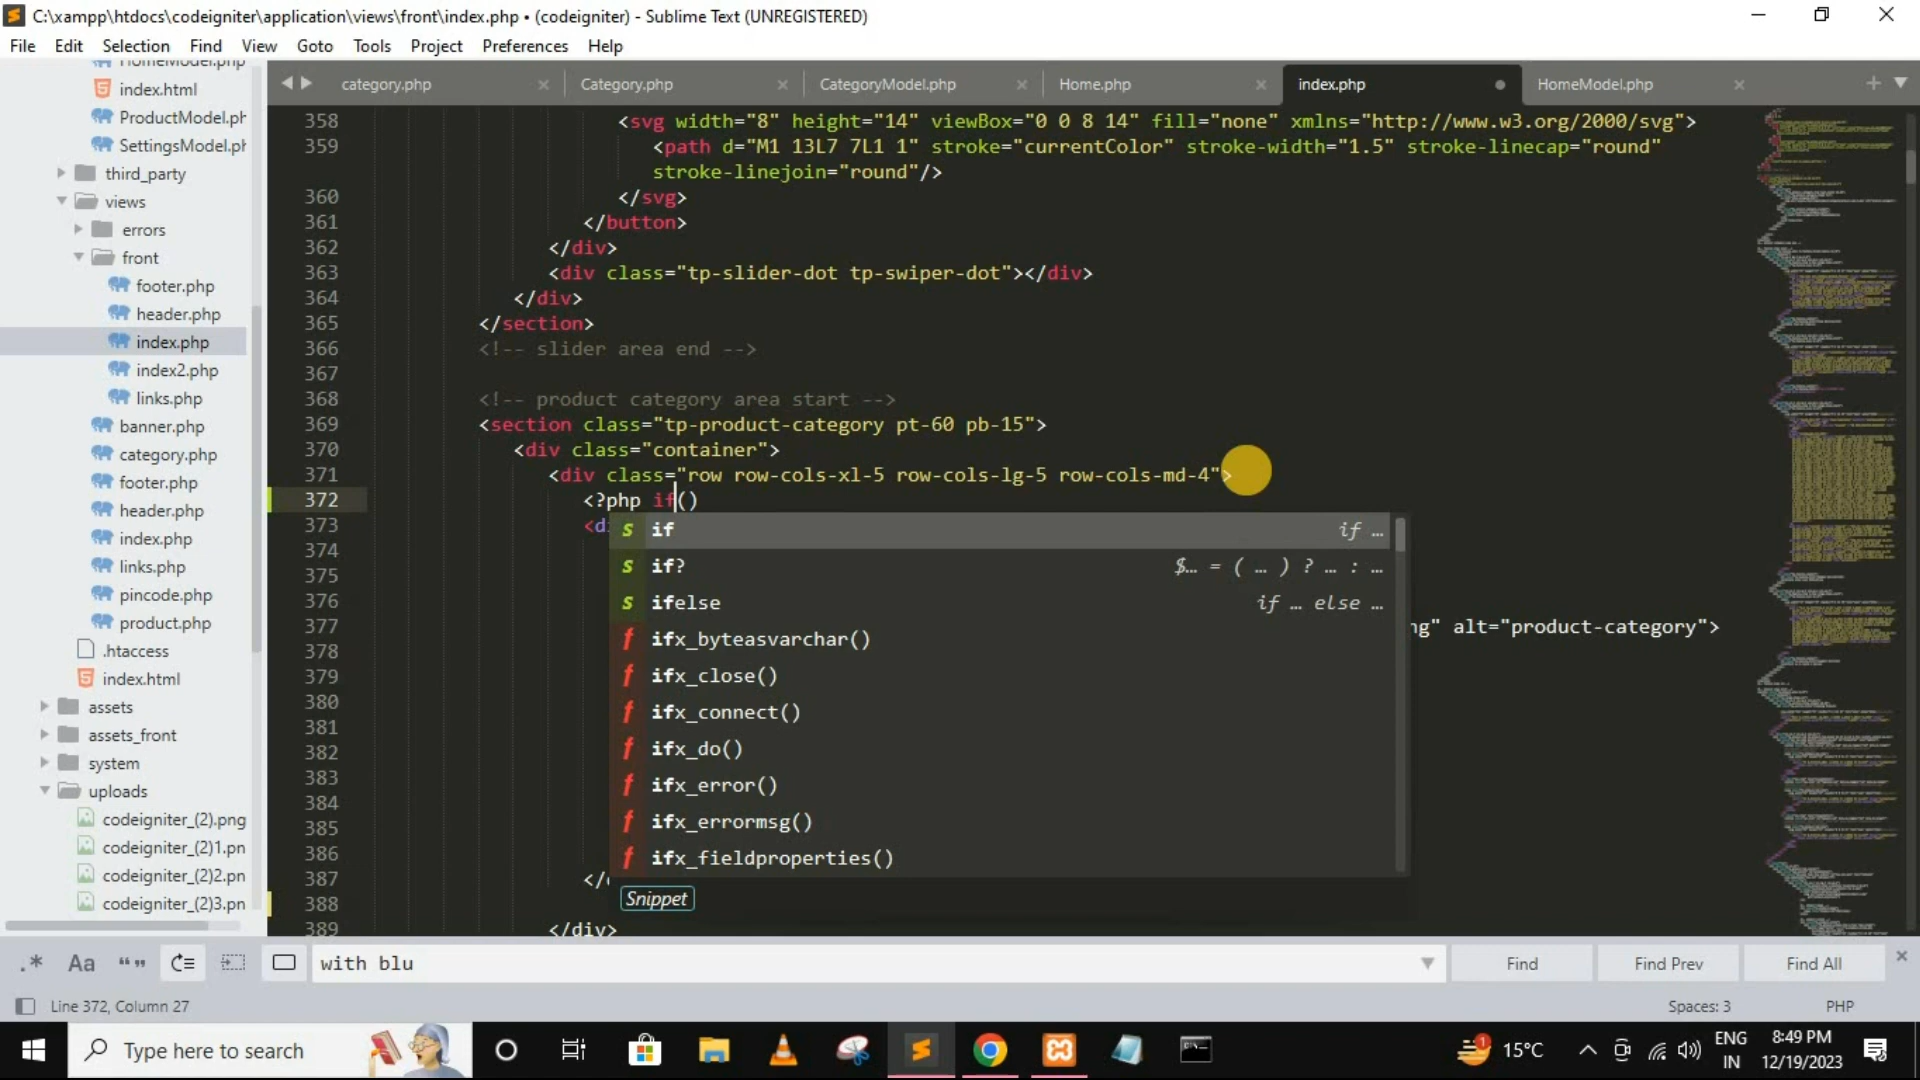 C:\xampp\htdocs\codeigniter\application\views\front\index.php • (codeigniter) - Sublime Text (UNREGISTERED)
File Edit Selection Find View Goto Tools Project Preferences Help
HomeModel.php
index.html
ProductModel.ph
SettingsModel.ph
third_party
views
errors
front
footer.php
header.php
index.php
index2.php
links.php
banner.php
category.php
footer.php
header.php
index.php
links.php
pincode.php
product.php
.htaccess
index.html
assets
assets_front
system
uploads
codeigniter_(2).png
codeigniter_(2)1.pn
codeigniter_(2)2.pn
codeigniter_(2)3.pn
category.php Category.php CategoryModel.php Home.php index.php HomeModel.php
358 <svg width="8" height="14" viewBox="0 0 8 14" fill="none" xmlns="http://www.w3.org/2000/svg">
359 <path d="M1 13L7 7L1 1" stroke="currentColor" stroke-width="1.5" stroke-linecap="round"
stroke-linejoin="round"/>
360 </svg>
361 </button>
362 </div>
363 <div class="tp-slider-dot tp-swiper-dot"></div>
364 </div>
365 </section>
366 <!-- slider area end -->
367
368 <!-- product category area start -->
369 <section class="tp-product-category pt-60 pb-15">
370 <div class="container">
371 <div class="row row-cols-xl-5 row-cols-lg-5 row-cols-md-4">
372 <?php if()
373 <di
374
375
376
377 ng" alt="product-category">
378
379
380
381
382
383
384
385
386
387 </
388
389 </div>
S if if …
S if? $… = ( … ) ? … : …
S ifelse if … else …
f ifx_byteasvarchar()
f ifx_close()
f ifx_connect()
f ifx_do()
f ifx_error()
f ifx_errormsg()
f ifx_fieldproperties()
Snippet
.* Aa “” with blu Find Find Prev Find All
Line 372, Column 27 Spaces: 3 PHP
Type here to search
1 15°C ENG 8:49 PM
IN 12/19/2023